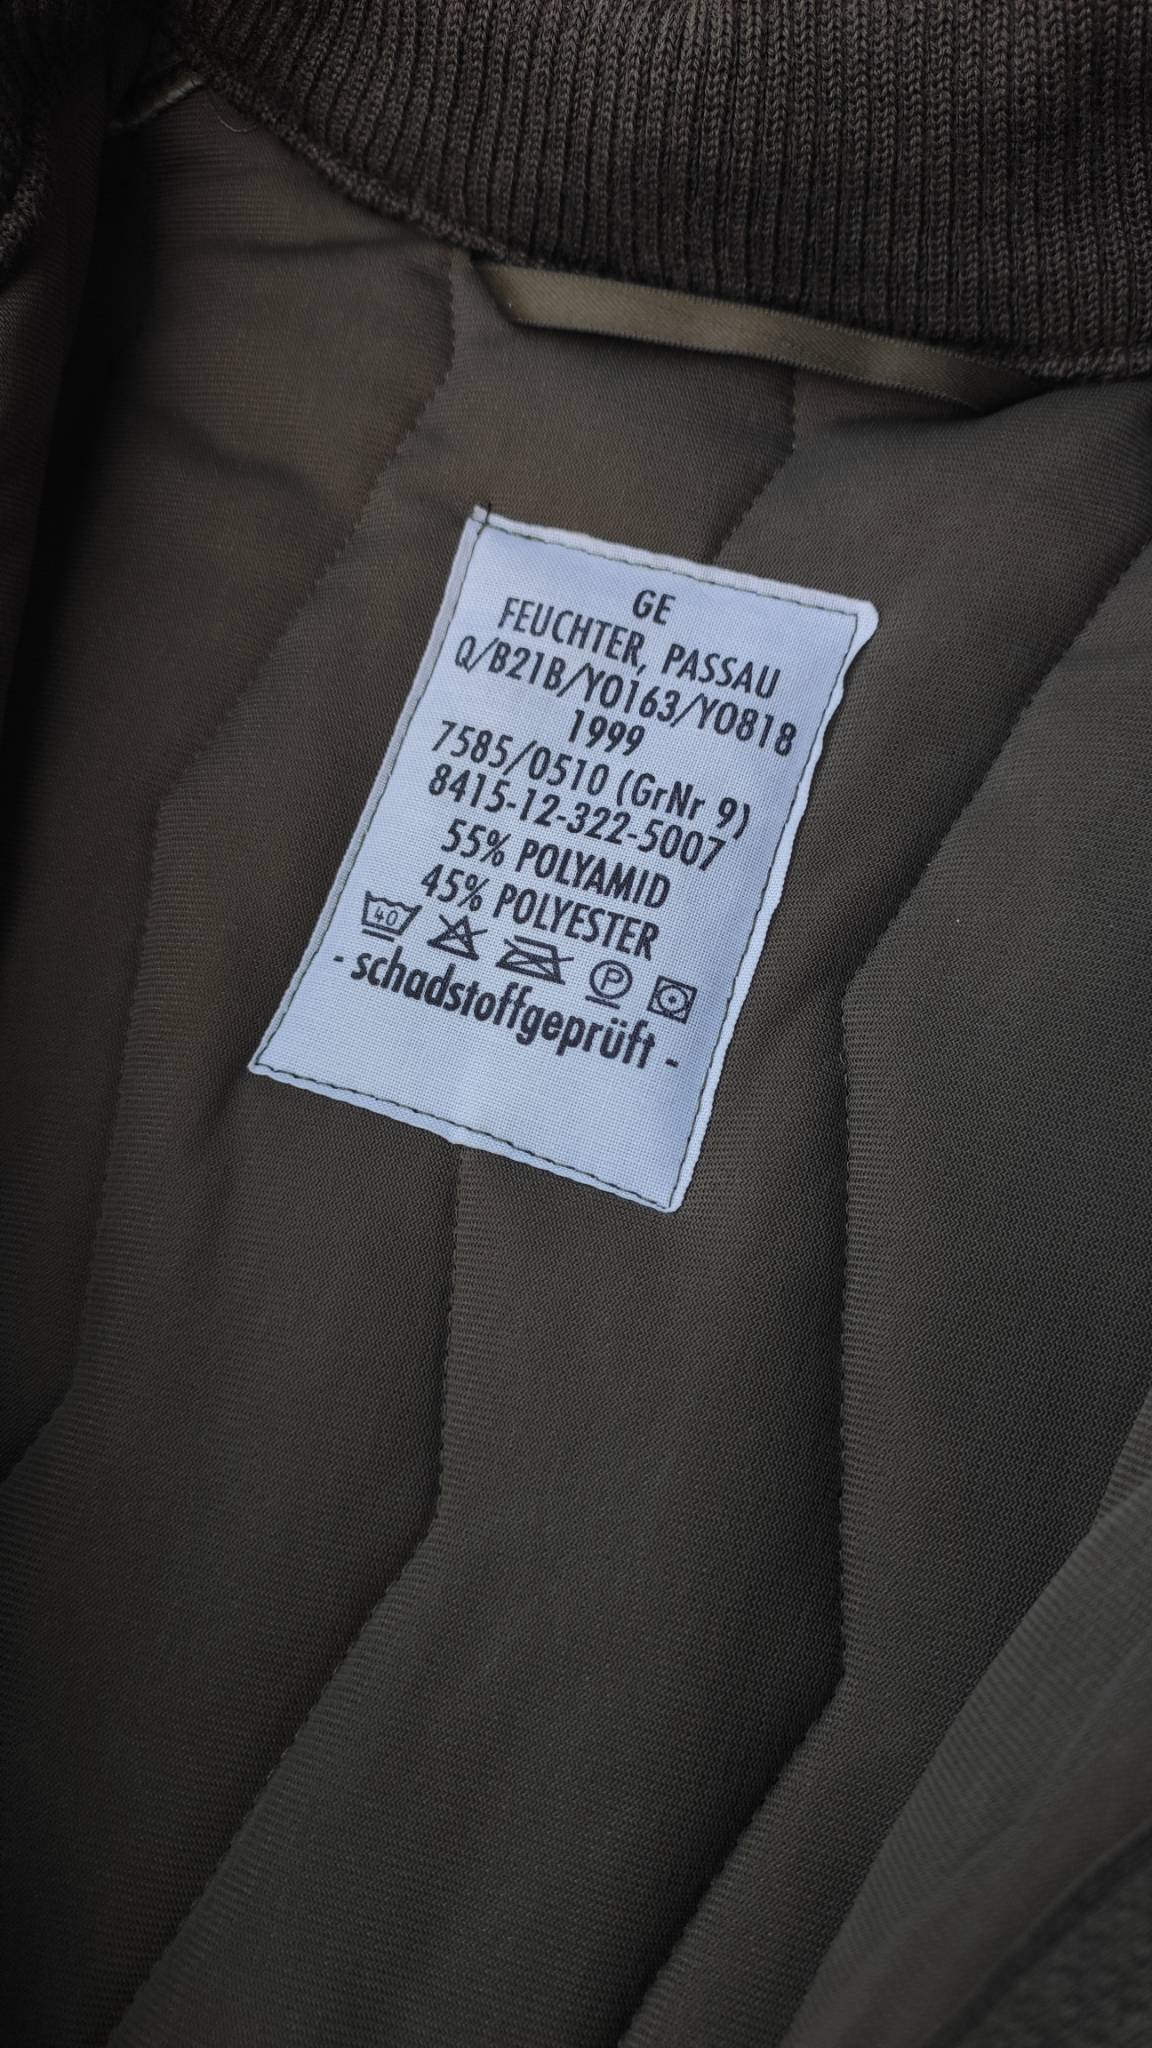 GE
FEUCHTER, PASSAU
Q/B21B/YO163/YO818
1999
7585/0510 (GrNr 9)
8415-12-322-5007
55% POLYAMID
45% POLYESTER
40 P
- schadstoffgeprüft -